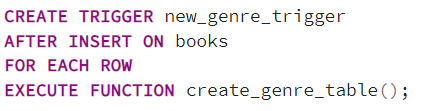 CREATE TRIGGER new_genre_trigger
AFTER INSERT ON books
FOR EACH ROW
EXECUTE FUNCTION create_genre_table();